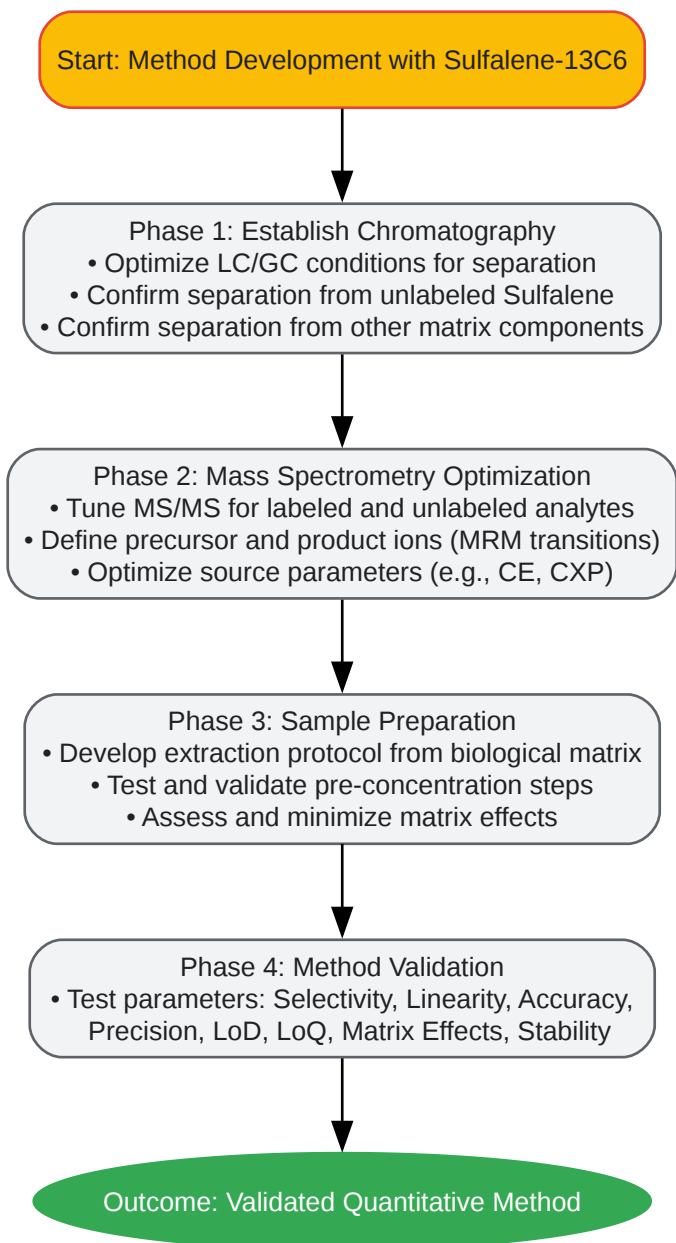 Start: Method Development with Sulfalene-13C6
Phase 1: Establish Chromatography
• Optimize LC/GC conditions for separation
• Confirm separation from unlabeled Sulfalene
• Confirm separation from other matrix components
Phase 2: Mass Spectrometry Optimization
• Tune MS/MS for labeled and unlabeled analytes
• Define precursor and product ions (MRM transitions)
• Optimize source parameters (e.g., CE, CXP)
Phase 3: Sample Preparation
• Develop extraction protocol from biological matrix
• Test and validate pre-concentration steps
• Assess and minimize matrix effects
Phase 4: Method Validation
• Test parameters: Selectivity, Linearity, Accuracy,
Precision, LoD, LoQ, Matrix Effects, Stability
Outcome: Validated Quantitative Method